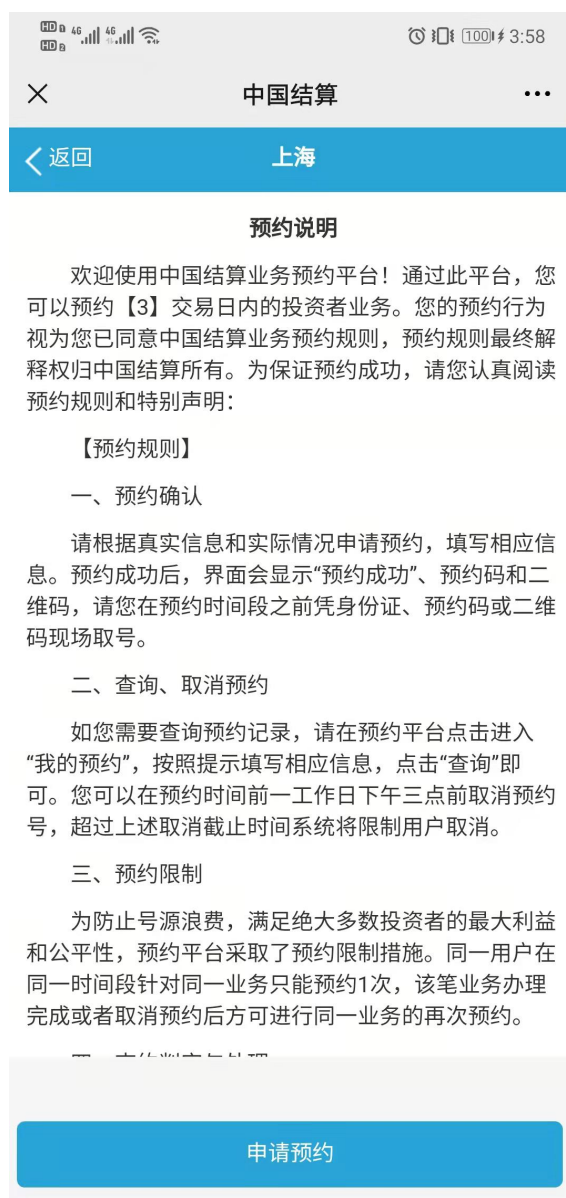 HD 4G 4G 100 3:58
HD
中国结算
返回 上海
预约说明
欢迎使用中国结算业务预约平台！通过此平台，您
可以预约【3】交易日内的投资者业务。您的预约行为
视为您已同意中国结算业务预约规则，预约规则最终解
释权归中国结算所有。为保证预约成功，请您认真阅读
预约规则和特别声明：
【预约规则】
一、预约确认
请根据真实信息和实际情况申请预约，填写相应信
息。预约成功后，界面会显示“预约成功”、预约码和二
维码，请您在预约时间段之前凭身份证、预约码或二维
码现场取号。
二、查询、取消预约
如您需要查询预约记录，请在预约平台点击进入
“我的预约”，按照提示填写相应信息，点击“查询”即
可。您可以在预约时间前一工作日下午三点前取消预约
号，超过上述取消截止时间系统将限制用户取消。
三、预约限制
为防止号源浪费，满足绝大多数投资者的最大利益
和公平性，预约平台采取了预约限制措施。同一用户在
同一时间段针对同一业务只能预约1次，该笔业务办理
完成或者取消预约后方可进行同一业务的再次预约。
申请预约